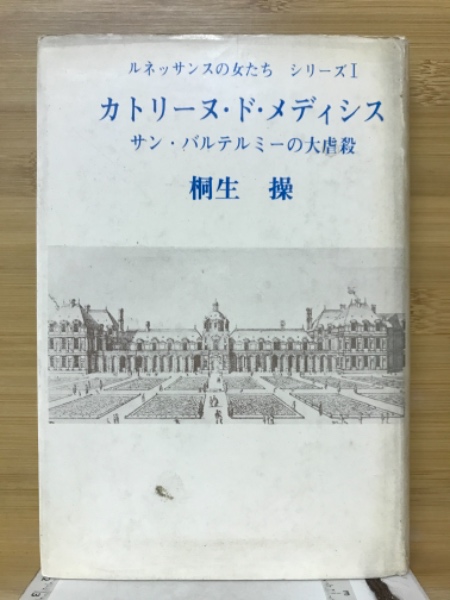 ルネッサンスの女たち シリーズⅠ
カトリーヌ・ド・メディシス
サン・バルテルミーの大虐殺
桐生 操